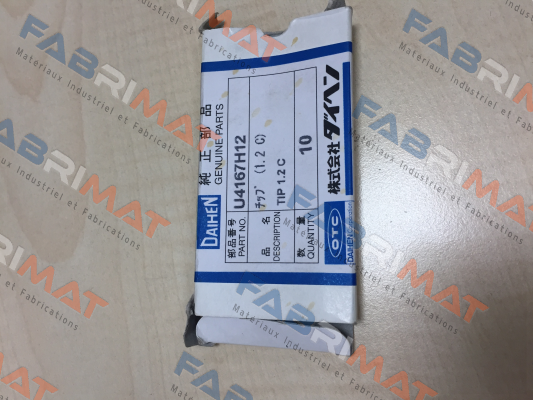 DAIHEN
純正部品
GENUINE PARTS
部品番号
PART NO.
U4167H12
品名
DESCRIPTION
チップ (1.2 C)
TIP 1.2 C
数量
QUANTITY
10
OTC
株式会社ダイヘン
DAIHEN
FABRIMAT
Materiaux Industriel et Fabrications